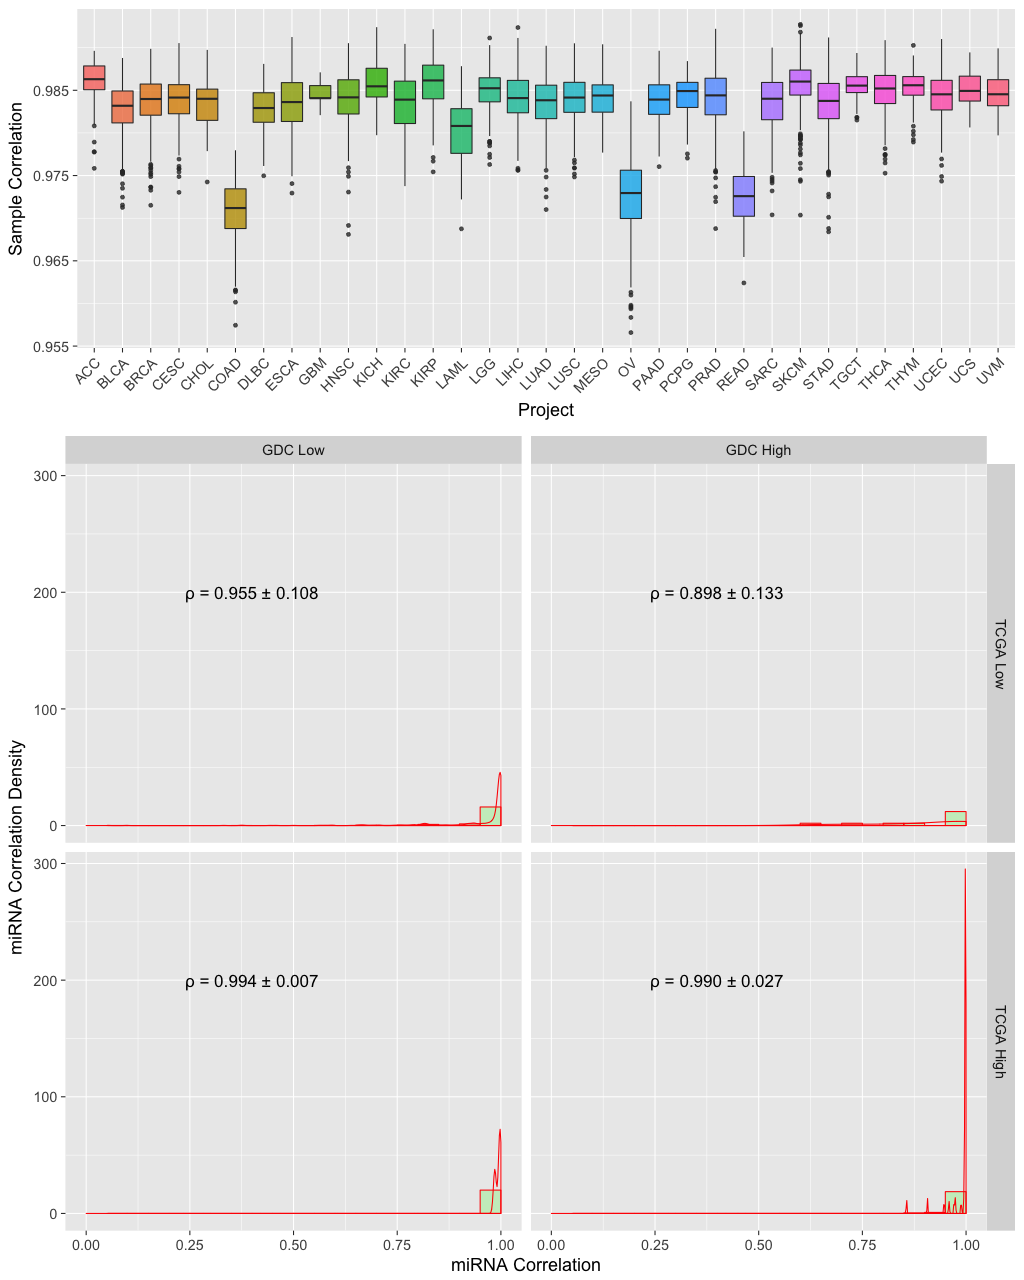 0.985
0.975
0.965
0.955
Sample Correlation
ACC BLCA BRCA CESC CHOL COAD DLBC ESCA GBM HNSC KICH KIRC KIRP LAML LGG LIHC LUAD LUSC MESO OV PAAD PCPG PRAD READ SARC SKCM STAD TGCT THCA THYM UCEC UCS UVM
Project
GDC Low GDC High
300
200
100
0
ρ = 0.955 ± 0.108 ρ = 0.898 ± 0.133
TCGA Low
miRNA Correlation Density
300
200
100
0
ρ = 0.994 ± 0.007 ρ = 0.990 ± 0.027
TCGA High
0.00 0.25 0.50 0.75 1.00 0.00 0.25 0.50 0.75 1.00
miRNA Correlation